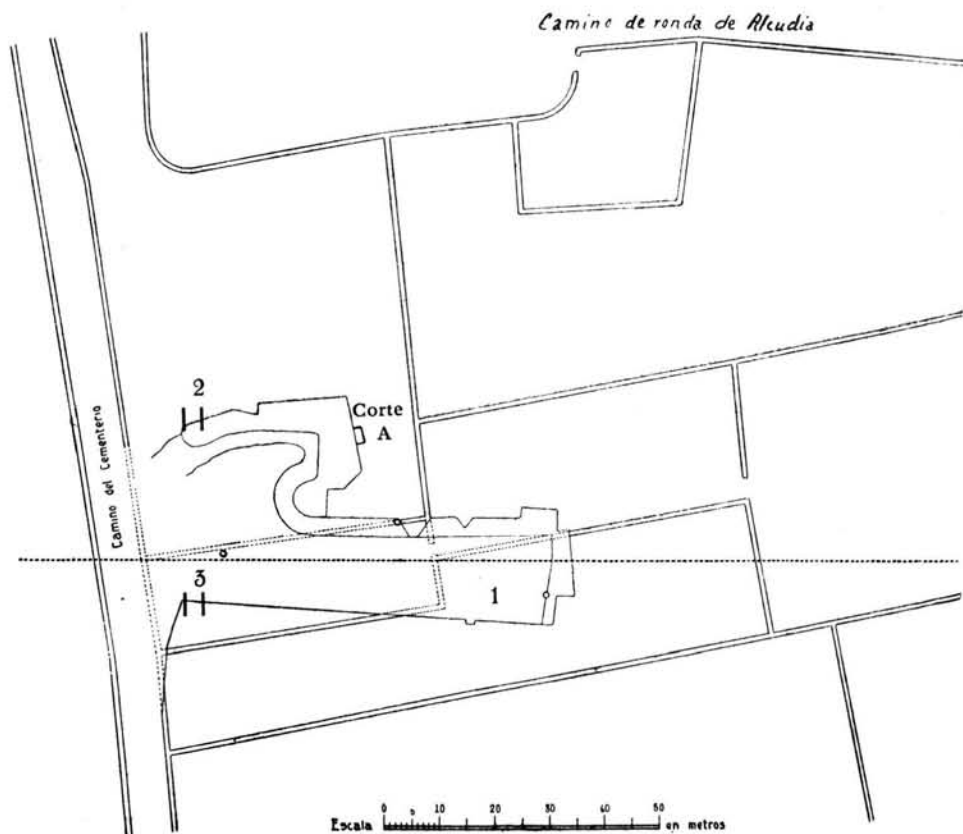 Camino de ronda de Alcudia
2
Corte
A
Camino del Cementerio
3
1
0 5 10 20 30 40 50
Escala en metros